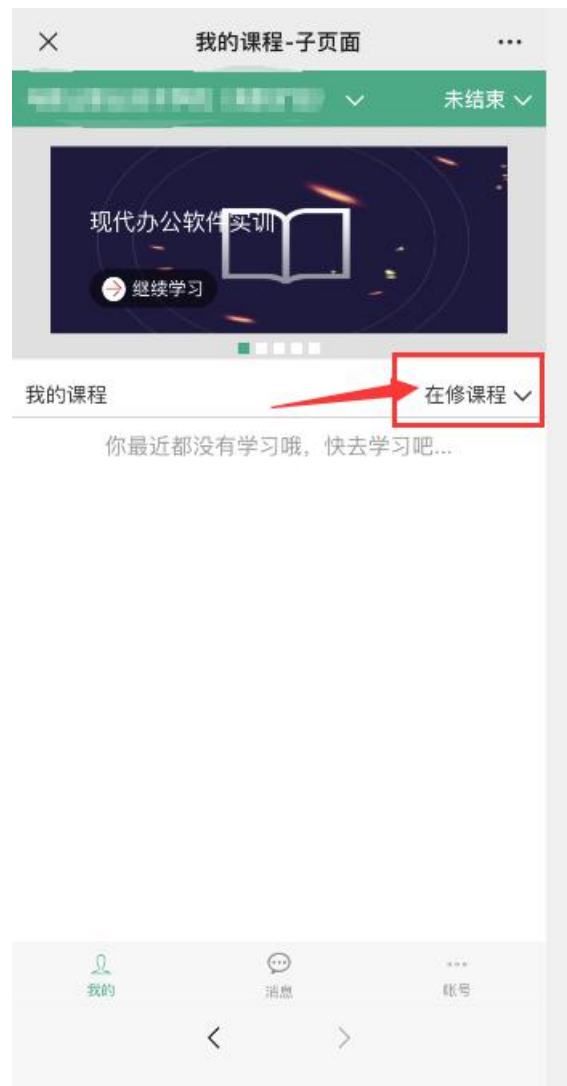 我的课程-子页面
未结束
现代办公软件实训
继续学习
我的课程
在修课程
你最近都没有学习哦，快去学习吧...
我的
消息
账号